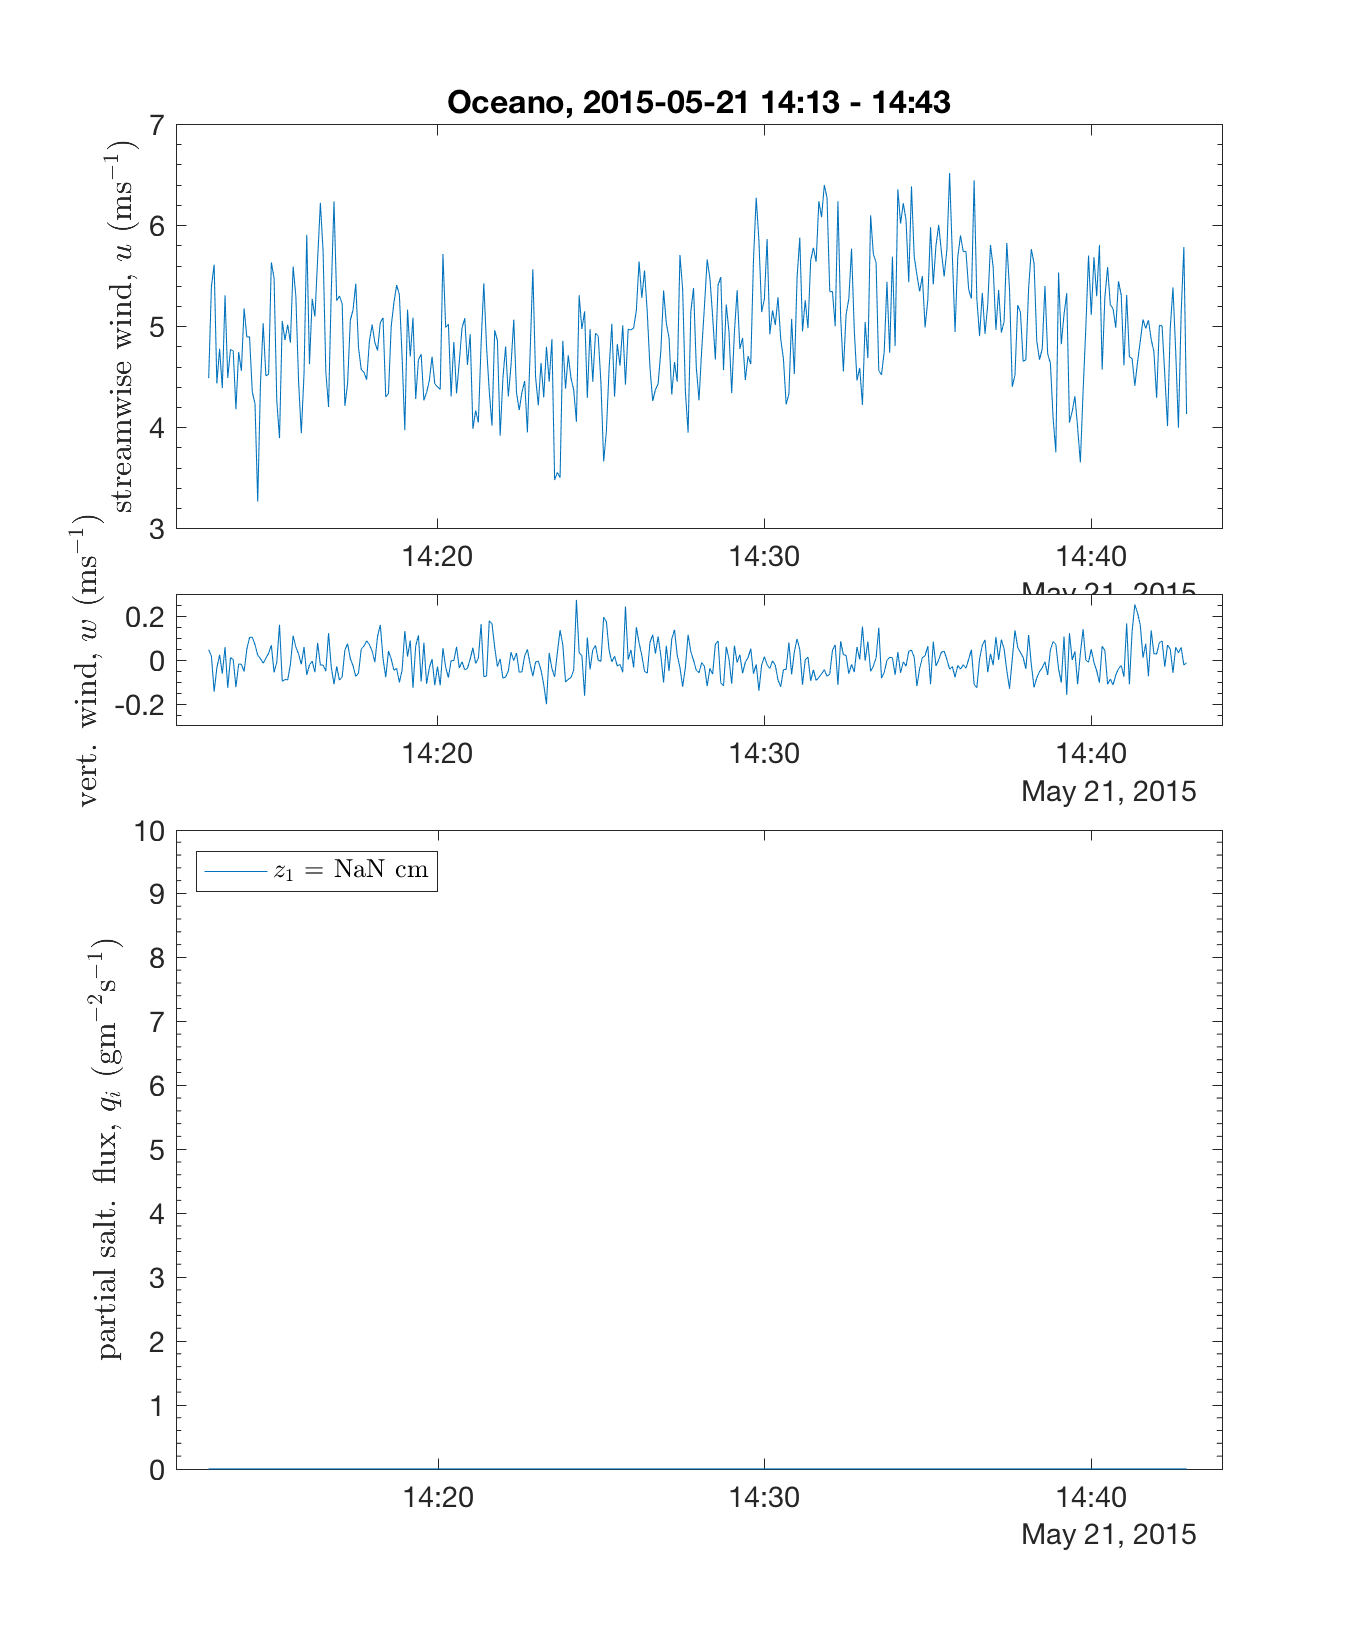 Oceano, 2015-05-21 14:13 - 14:43
streamwise wind, u (ms⁻¹)
7
6
5
4
3
14:20 14:30 14:40
May 21, 2015
vert. wind, w (ms⁻¹)
0.2
0
-0.2
14:20 14:30 14:40
May 21, 2015
partial salt. flux, qᵢ (gm⁻²s⁻¹)
10
9
8
7
6
5
4
3
2
1
0
z₁ = NaN cm
14:20 14:30 14:40
May 21, 2015